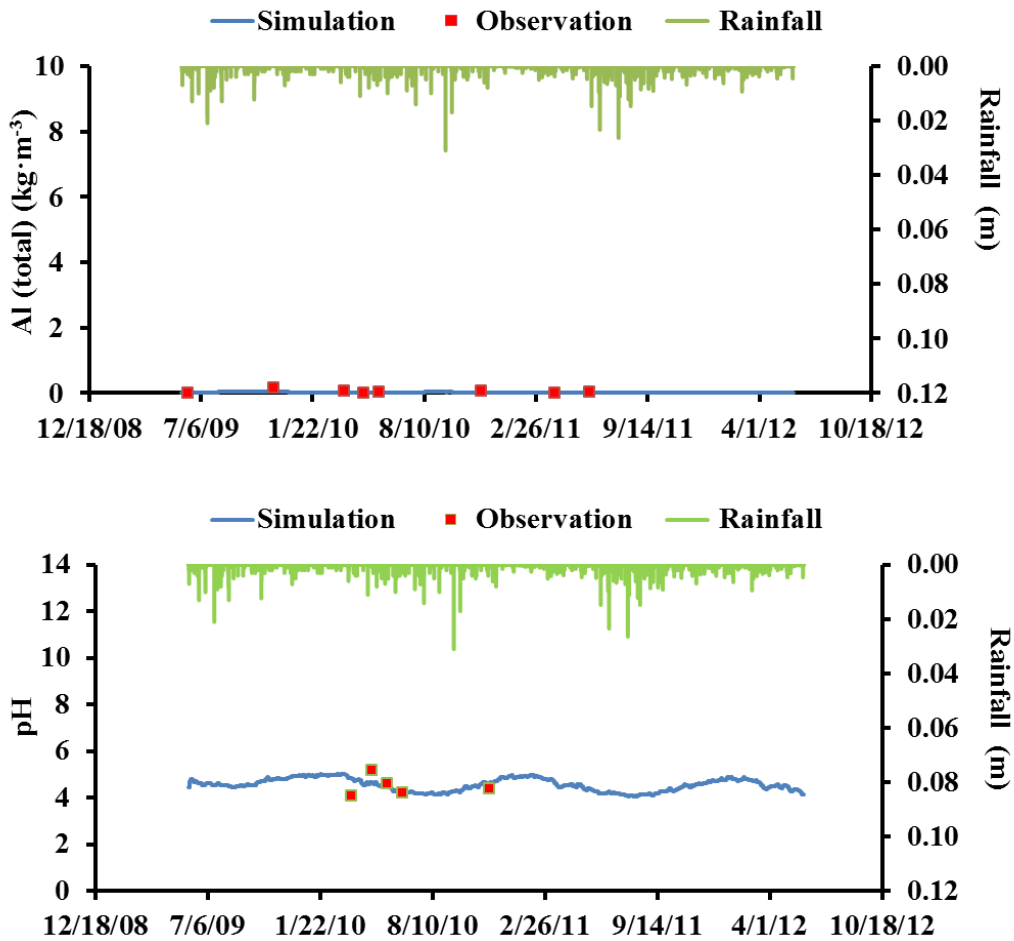 Simulation Observation Rainfall
10 0.00
8 0.02
6 0.04
0.06
4 0.08
2 0.10
0 0.12
Al (total) (kg·m⁻³)
Rainfall (m)
12/18/08 7/6/09 1/22/10 8/10/10 2/26/11 9/14/11 4/1/12 10/18/12
Simulation Observation Rainfall
14 0.00
12 0.02
10 0.04
8 0.06
6
4 0.08
2 0.10
0 0.12
pH
Rainfall (m)
12/18/08 7/6/09 1/22/10 8/10/10 2/26/11 9/14/11 4/1/12 10/18/12